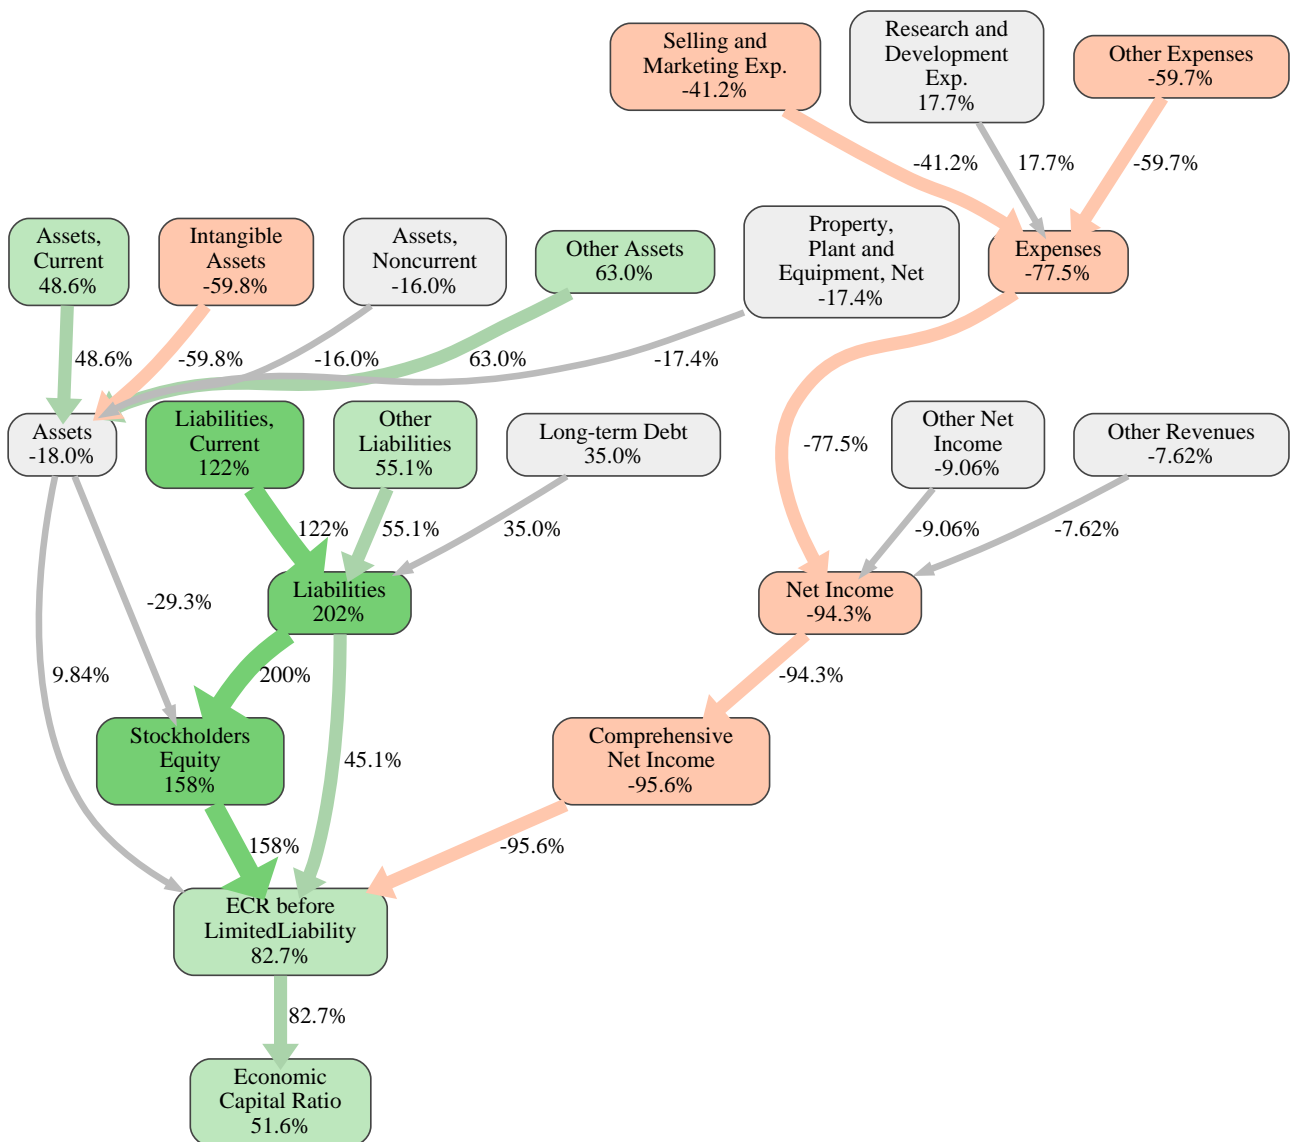 Selling and
Marketing Exp.
-41.2%
Research and
Development
Exp.
17.7%
Other Expenses
-59.7%
-41.2%
17.7%
-59.7%
Assets,
Current
48.6%
Intangible
Assets
-59.8%
Assets,
Noncurrent
-16.0%
Other Assets
63.0%
Property,
Plant and
Equipment, Net
-17.4%
Expenses
-77.5%
48.6%
-59.8%
-16.0%
63.0%
-17.4%
Assets
-18.0%
Liabilities,
Current
122%
Other
Liabilities
55.1%
Long-term Debt
35.0%
-77.5%
Other Net
Income
-9.06%
Other Revenues
-7.62%
122%
55.1%
35.0%
-9.06%
-7.62%
-29.3%
Liabilities
202%
Net Income
-94.3%
9.84%
200%
-94.3%
Stockholders
Equity
158%
45.1%
Comprehensive
Net Income
-95.6%
158%
-95.6%
ECR before
LimitedLiability
82.7%
82.7%
Economic
Capital Ratio
51.6%